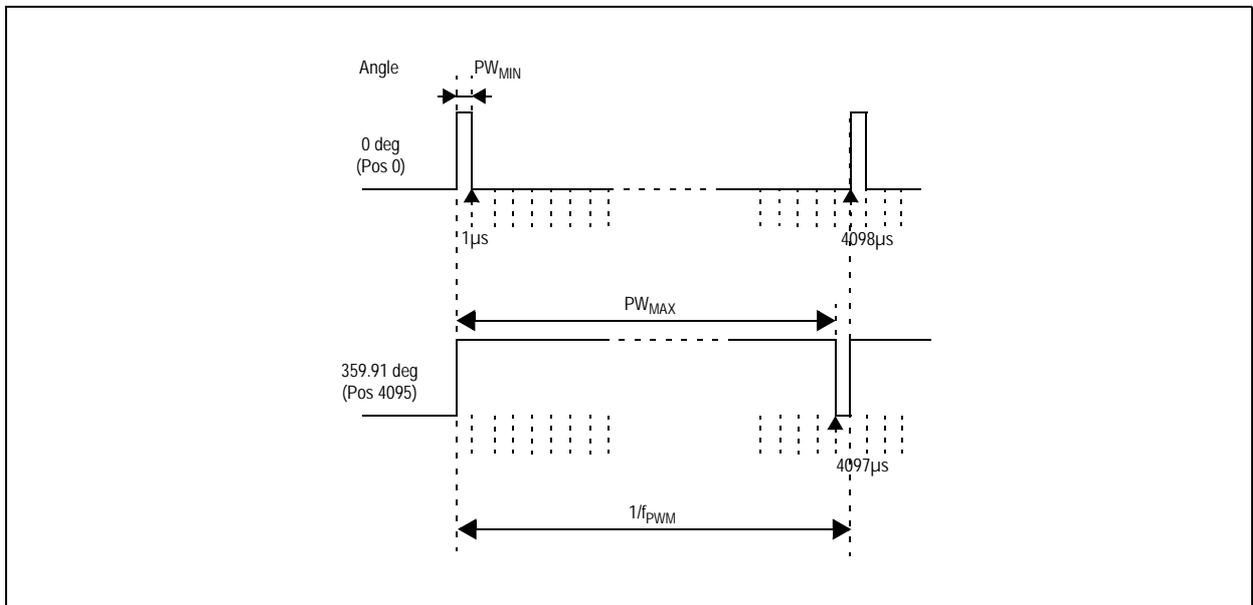 Angle
PWMIN
0 deg
(Pos 0)
1µs
4098µs
PWMAX
359.91 deg
(Pos 4095)
4097µs
1/fPWM